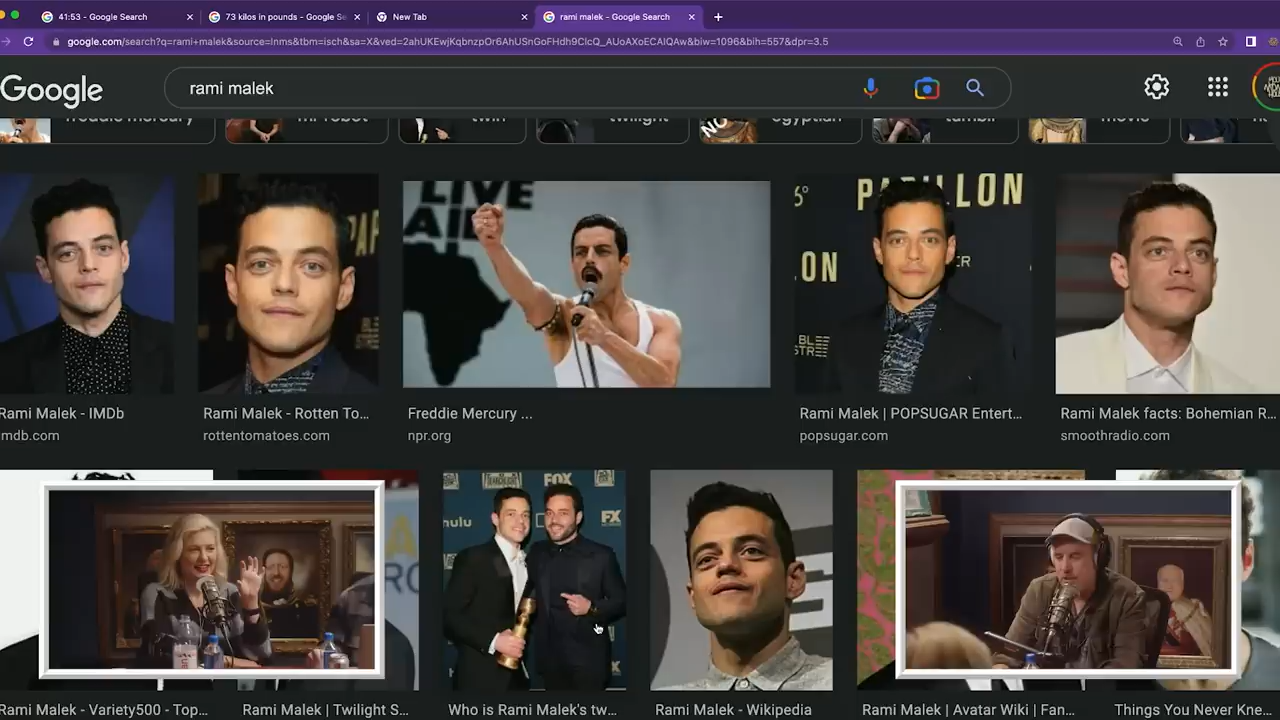 41:53 - Google Search
73 kilos in pounds - Google Se
New Tab
rami malek - Google Search
google.com/search?q=rami+malek&source=lnms&tbm=isch&sa=X&ved=2ahUKEwjKqbnzpOr6AhUSnGoFHdh9ClcQ_AUoAXoECAIQAw&biw=1096&bih=557&dpr=3.5
Google
rami malek
freddie mercury
mr robot
twin
twilight
egyptian
tumblr
movie
NO
LIVE
AID
PAPILLON
ON
Rami Malek - IMDb
Rami Malek - Rotten To...
Freddie Mercury ...
Rami Malek | POPSUGAR Entert...
Rami Malek facts: Bohemian R...
mdb.com
rottentomatoes.com
npr.org
popsugar.com
smoothradio.com
FOX
hulu
FX
Rami Malek - Variety500 - Top...
Rami Malek | Twilight S...
Who is Rami Malek's tw...
Rami Malek - Wikipedia
Rami Malek | Avatar Wiki | Fan...
Things You Never Kne...